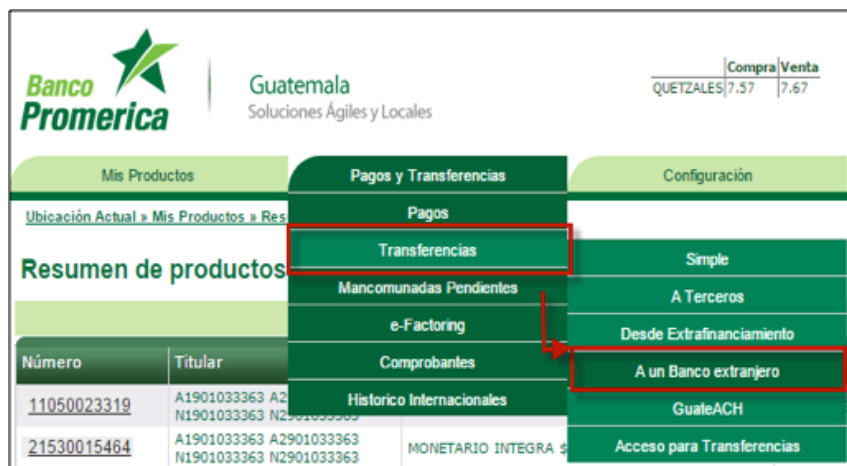 Banco
Promerica
Guatemala
Soluciones Ágiles y Locales
Compra Venta
QUETZALES 7.57 7.67
Mis Productos
Pagos y Transferencias
Configuración
Ubicación Actual » Mis Productos » Res
Resumen de productos
Pagos
Transferencias
Mancomunadas Pendientes
e-Factoring
Comprobantes
Historico Internacionales
Simple
A Terceros
Desde Extrafinanciamiento
A un Banco extranjero
GuateACH
Acceso para Transferencias
Número Titular
11050023319
A1901033363
N1901033363 N2901033363
21530015464
A1901033363 A2901033363
N1901033363 N2901033363
MONETARIO INTEGRA $